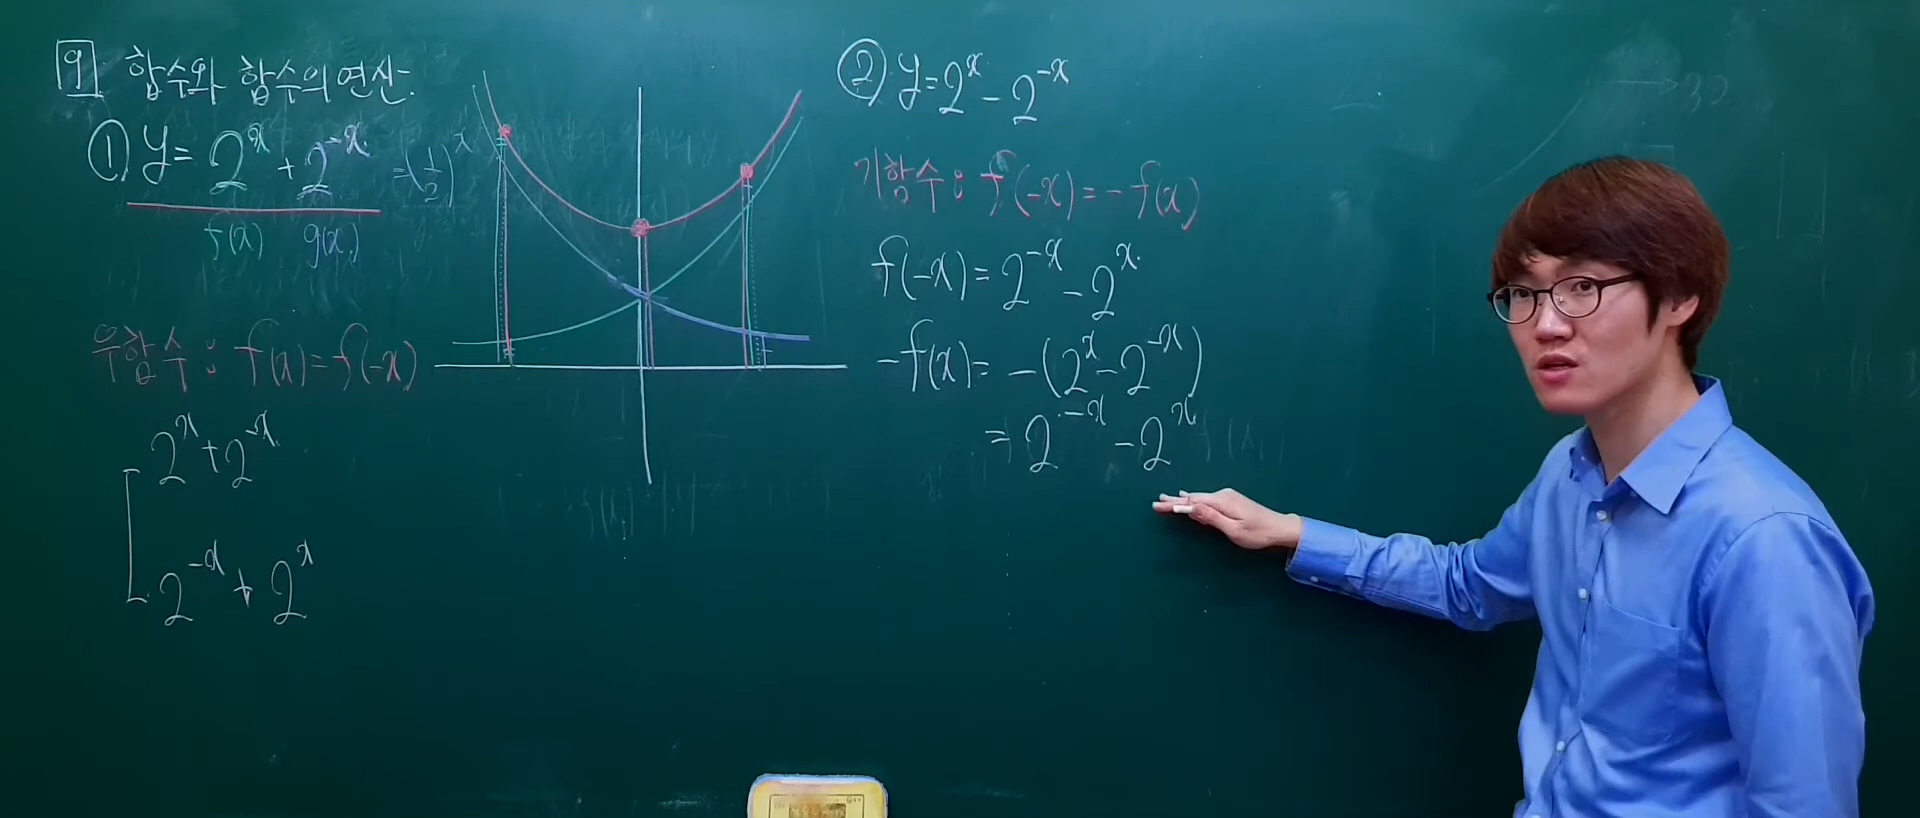 9 함수와 함수의 연산.
① y = 2^x + 2^-x = (1/2)^x
f(x) g(x)
우함수 : f(x) = f(-x)
2^x + 2^-x
2^-x + 2^x
② y = 2^x - 2^-x
기함수 : f(-x) = -f(x)
f(-x) = 2^-x - 2^x
-f(x) = -(2^x - 2^-x)
= 2^-x - 2^x